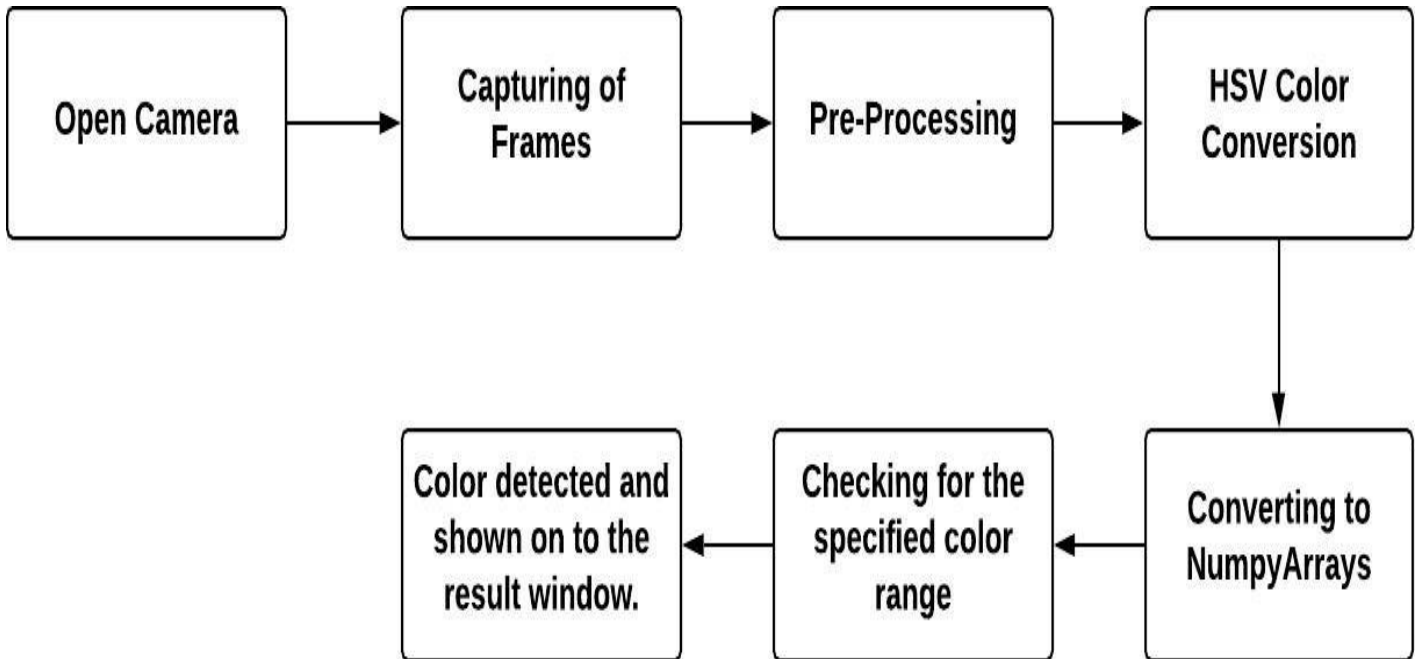 Open Camera
Capturing of
Frames
Pre-Processing
HSV Color
Conversion
Converting to
NumpyArrays
Checking for the
specified color
range
Color detected and
shown on to the
result window.